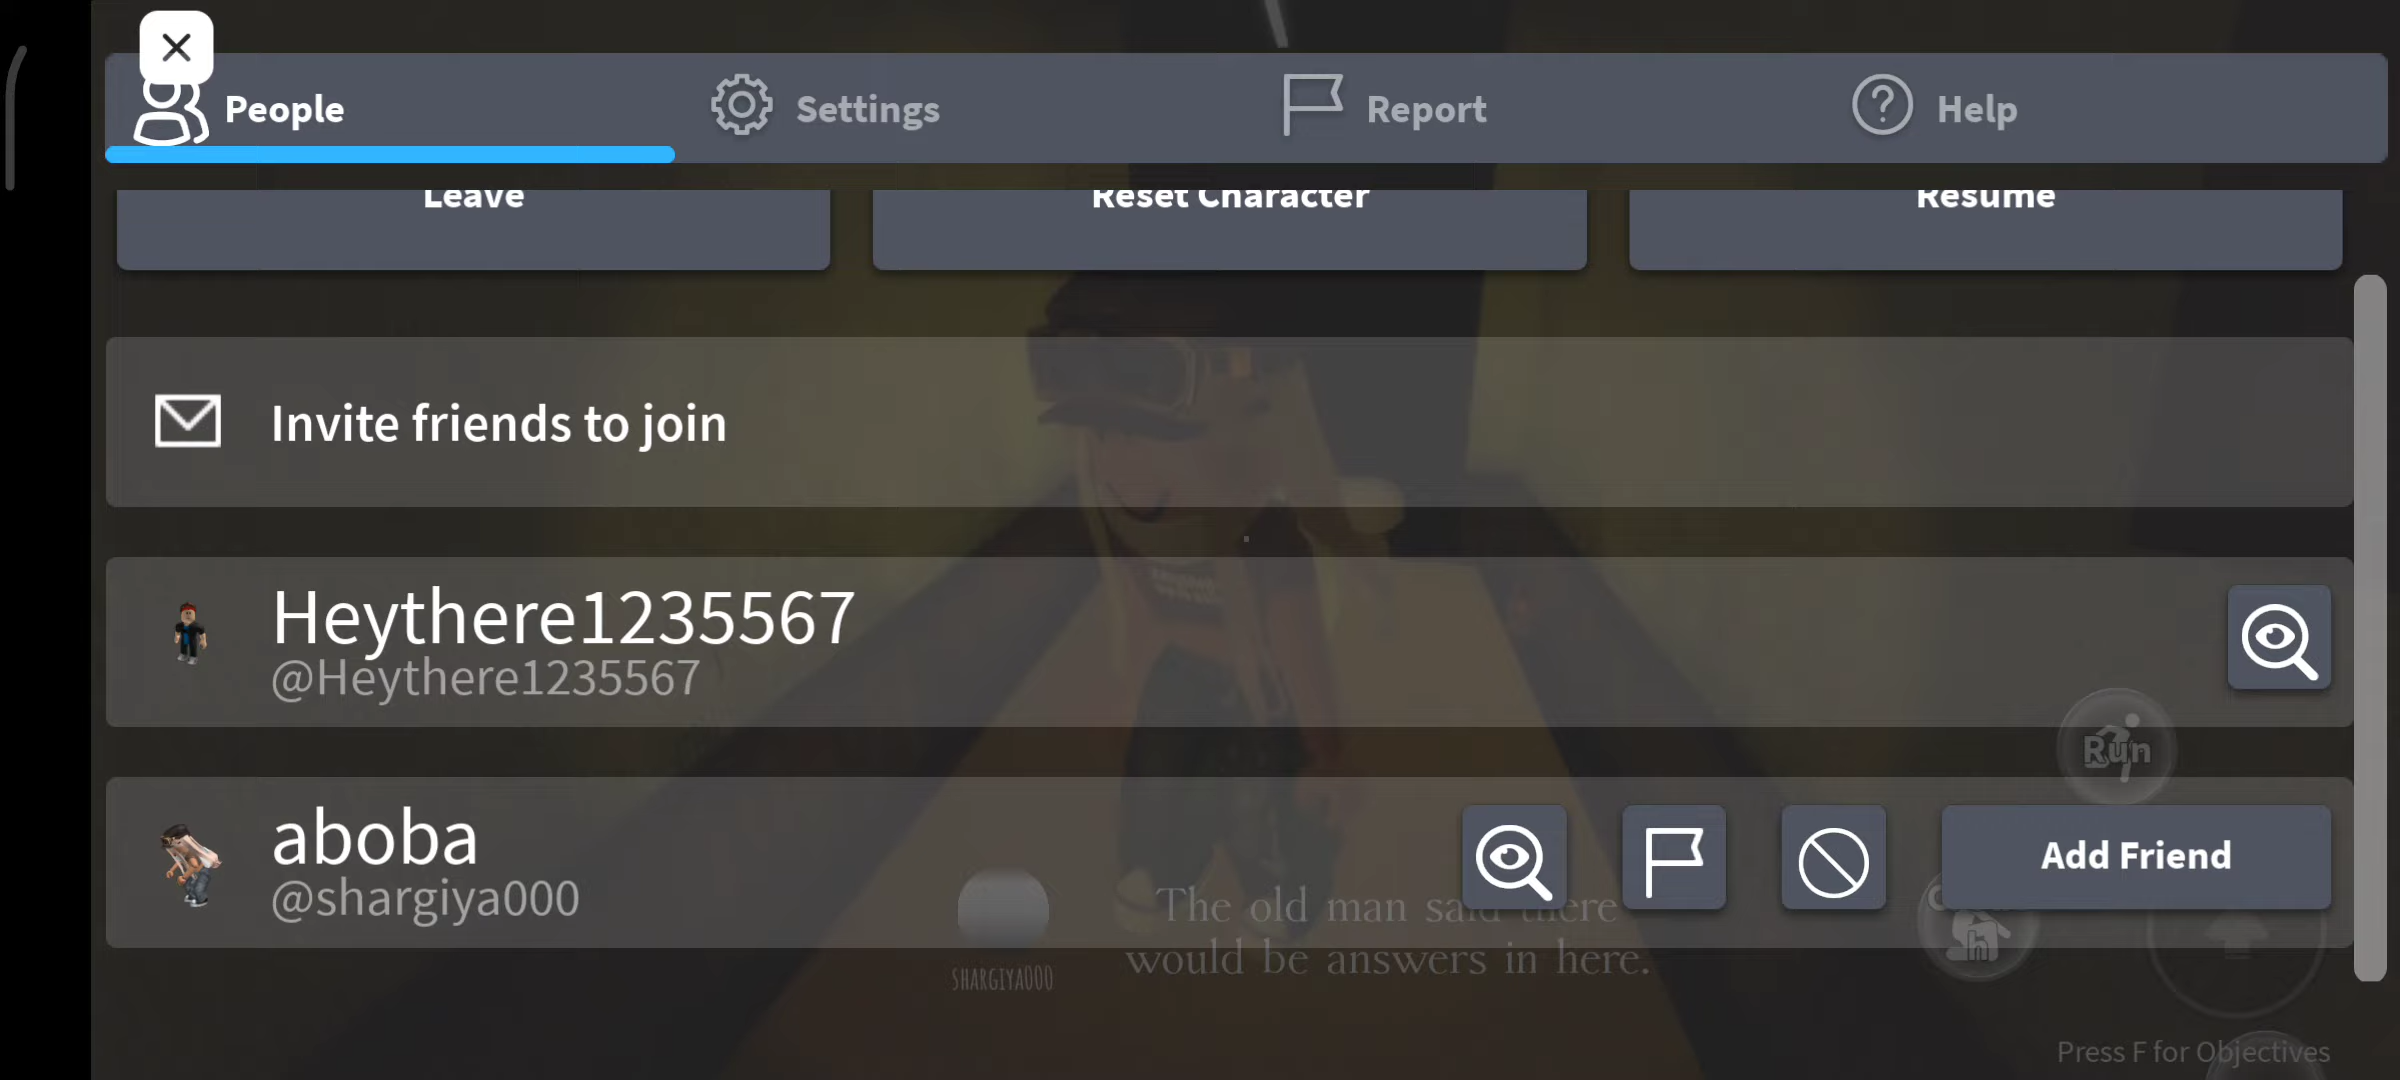 People
Settings
Report
Help
Leave
Reset Character
Resume
Invite friends to join
Heythere1235567
@Heythere1235567
Run
aboba
@shargiya000
Add Friend
The old man said there
would be answers in here.
SHARGIYA000
Press F for Objectives